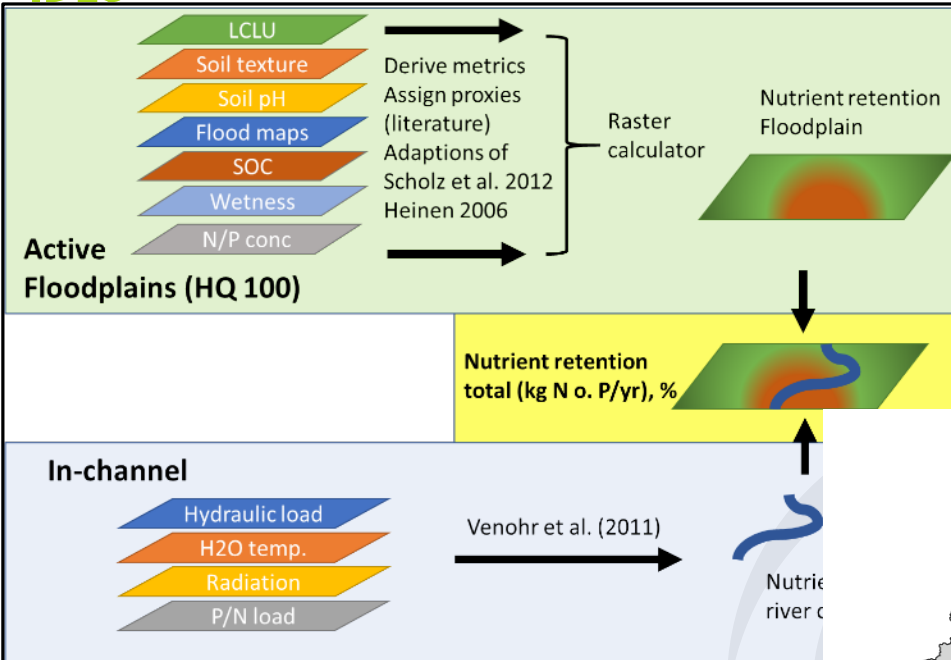 LCLU
Soil texture
Soil pH
Flood maps
SOC
Wetness
N/P conc
Active
Floodplains (HQ 100)
Derive metrics
Assign proxies
(literature)
Adaptions of
Scholz et al. 2012
Heinen 2006
Raster
calculator
Nutrient retention
Floodplain
Nutrient retention
total (kg N o. P/yr), %
In-channel
Hydraulic load
H2O temp.
Radiation
P/N load
Venohr et al. (2011)
river